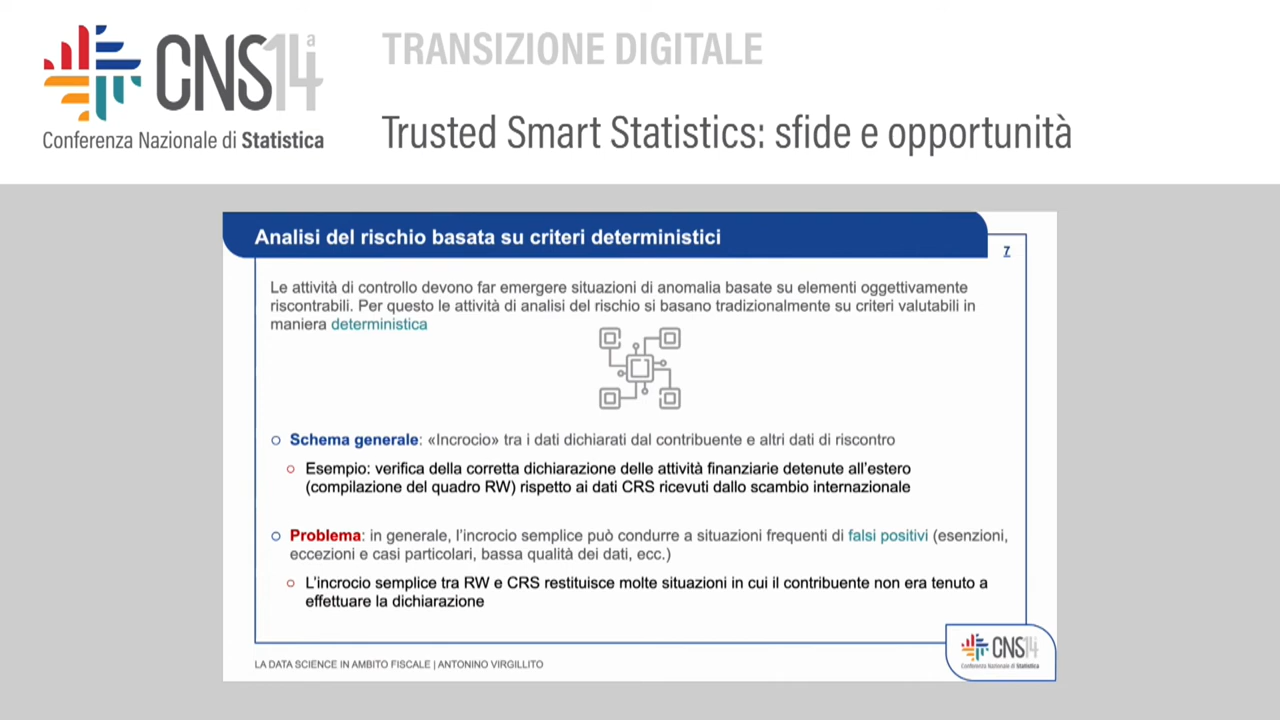 CNS14a
Conferenza Nazionale di Statistica
TRANSIZIONE DIGITALE
Trusted Smart Statistics: sfide e opportunità
Analisi del rischio basata su criteri deterministici
7
Le attività di controllo devono far emergere situazioni di anomalia basate su elementi oggettivamente
riscontrabili. Per questo le attività di analisi del rischio si basano tradizionalmente su criteri valutabili in
maniera deterministica
Schema generale: «Incrocio» tra i dati dichiarati dal contribuente e altri dati di riscontro
Esempio: verifica della corretta dichiarazione delle attività finanziarie detenute all'estero
(compilazione del quadro RW) rispetto ai dati CRS ricevuti dallo scambio internazionale
Problema: in generale, l'incrocio semplice può condurre a situazioni frequenti di falsi positivi (esenzioni,
eccezioni e casi particolari, bassa qualità dei dati, ecc.)
L'incrocio semplice tra RW e CRS restituisce molte situazioni in cui il contribuente non era tenuto a
effettuare la dichiarazione
LA DATA SCIENCE IN AMBITO FISCALE | ANTONINO VIRGILLITO
CNS14
Conferenza Nazionale di Statistica